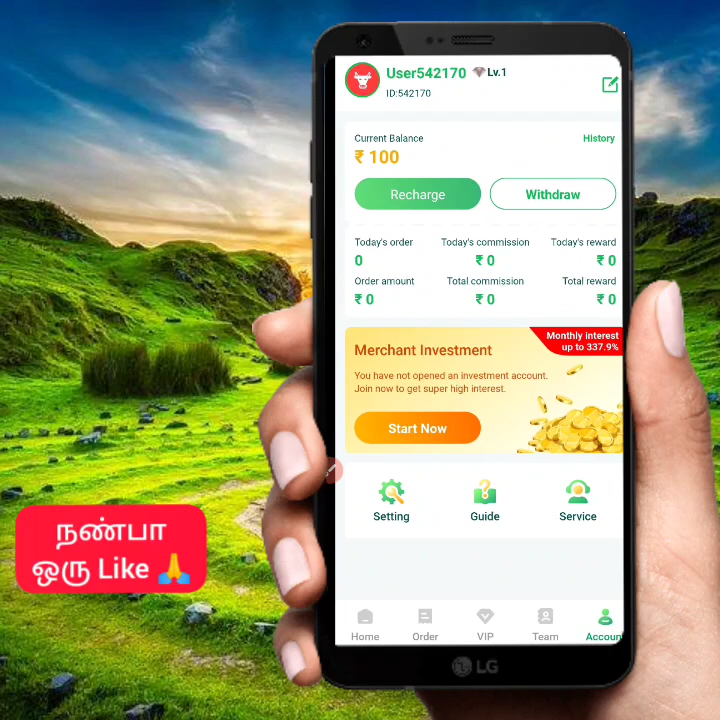 User542170 Lv.1
ID:542170
Current Balance
History
₹ 100
Recharge
Withdraw
Today's order
Today's commission
Today's reward
0
₹ 0
₹ 0
Order amount
Total commission
Total reward
₹ 0
₹ 0
₹ 0
Monthly interest
up to 337.9%
Merchant Investment
You have not opened an investment account.
Join now to get super high interest.
Start Now
Setting
Guide
Service
நண்பா
ஒரு Like 🙏
Home
Order
VIP
Team
Accoun
LG